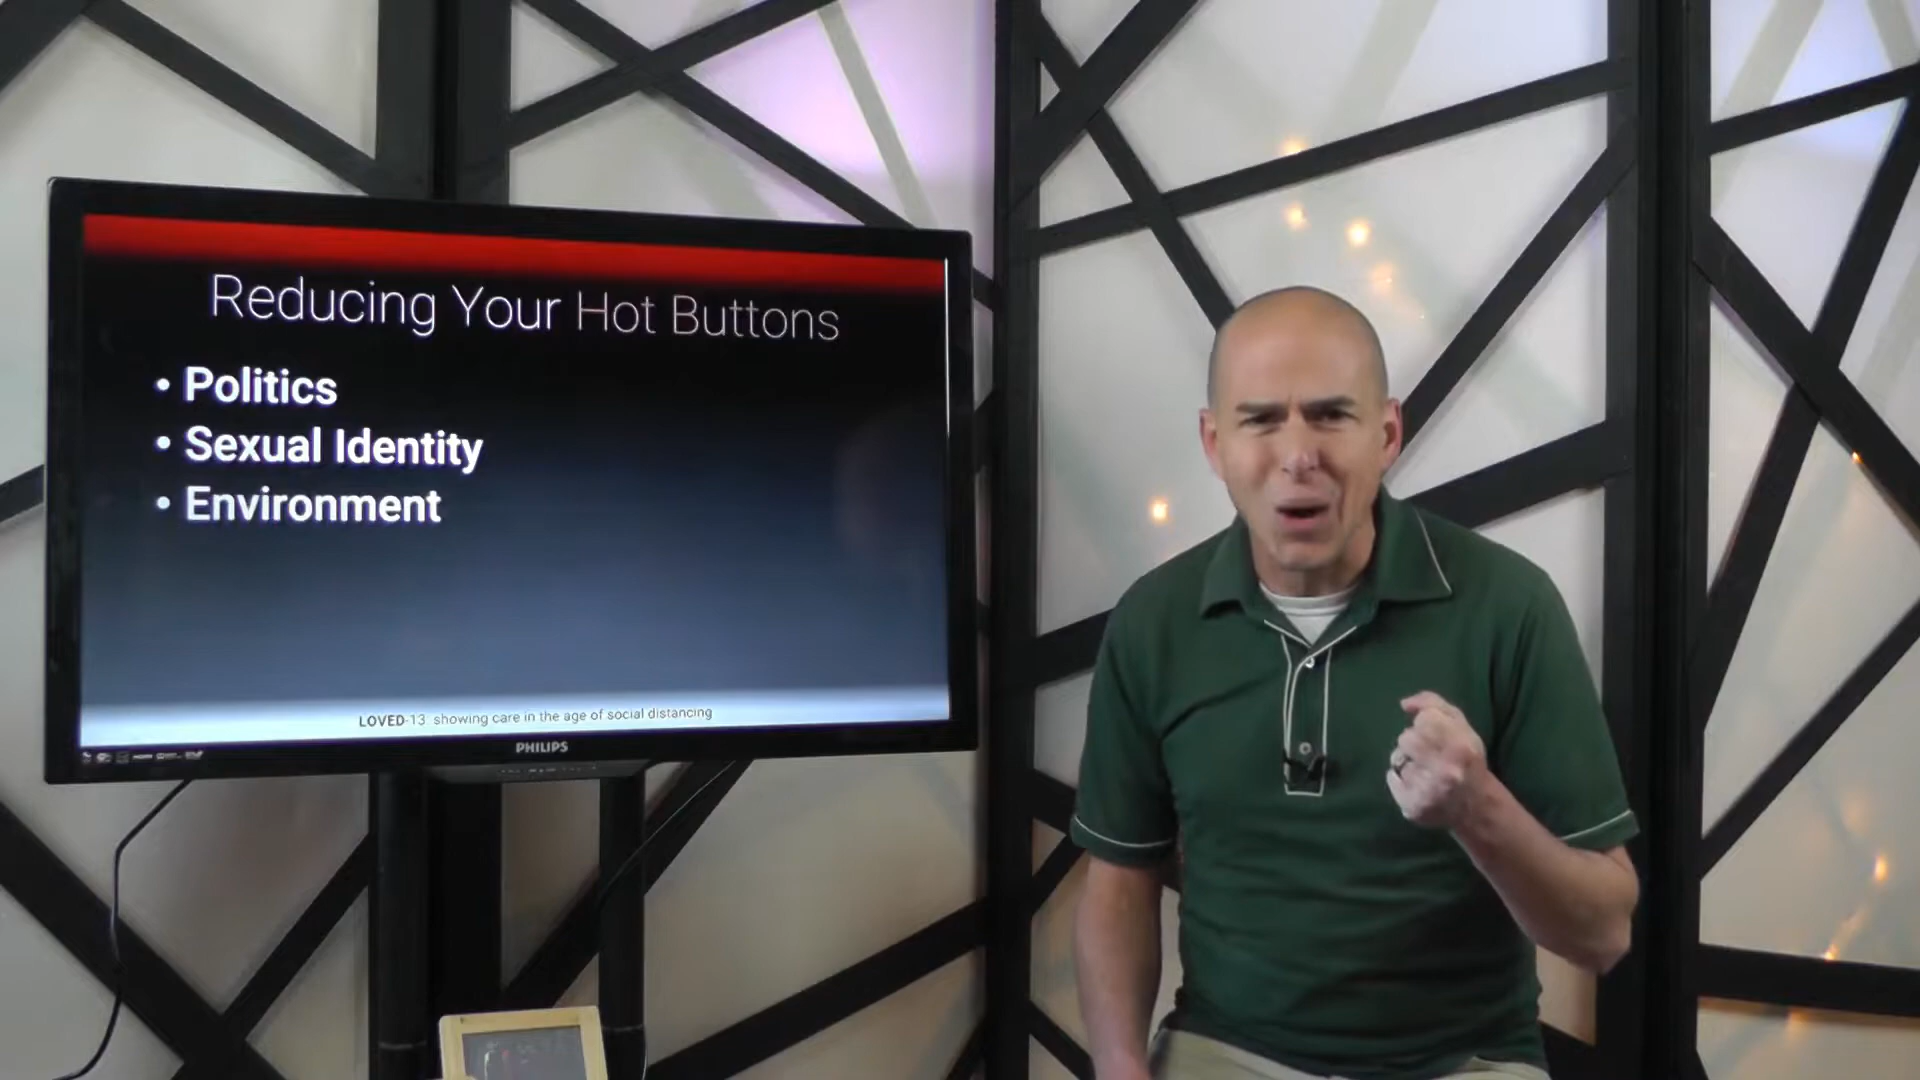 Reducing Your Hot Buttons
• Politics
• Sexual Identity
• Environment
LOVED-13 showing care in the age of social distancing
PHILIPS